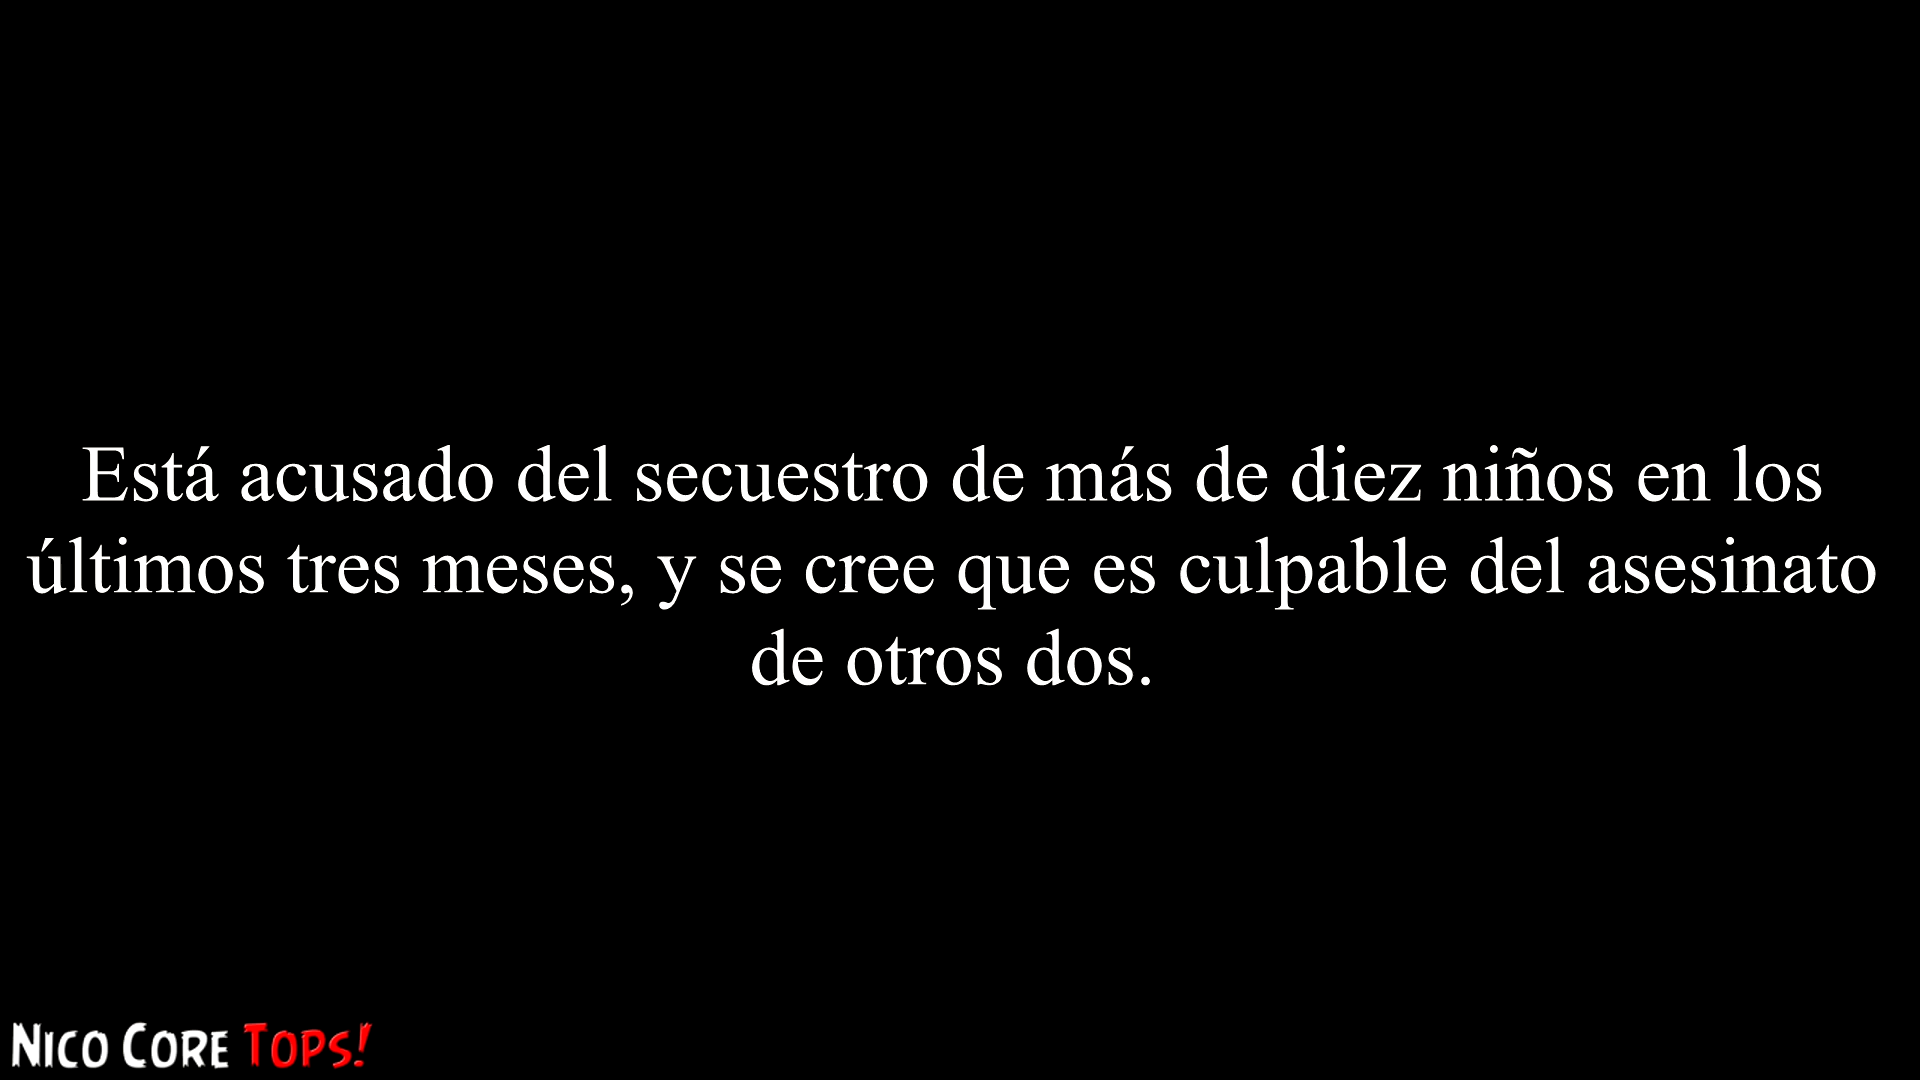 Está acusado del secuestro de más de diez niños en los
últimos tres meses, y se cree que es culpable del asesinato
de otros dos.
NICO CORE TOPS!